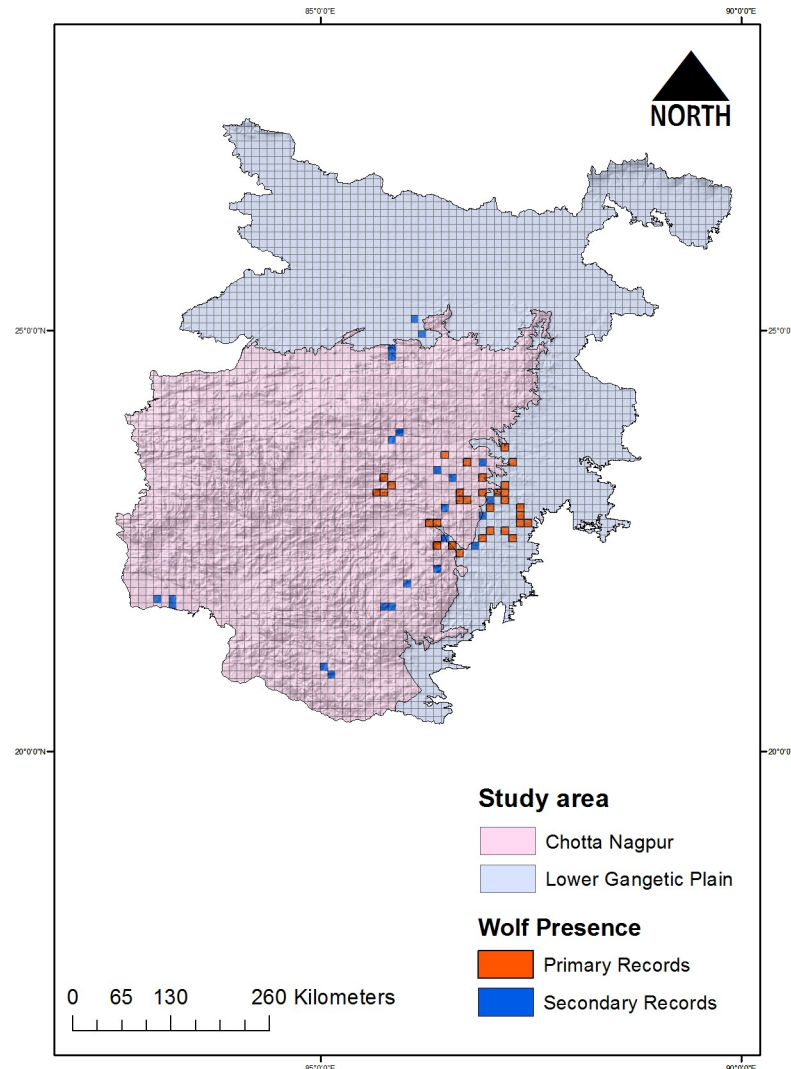 85°0'0"E 90°0'0"E
NORTH
25°0'0"N 25°0'
20°0'0"N 20°0'
Study area
Chotta Nagpur
Lower Gangetic Plain
Wolf Presence
Primary Records
Secondary Records
0 65 130 260 Kilometers
85°0'0"E 90°0'0"E